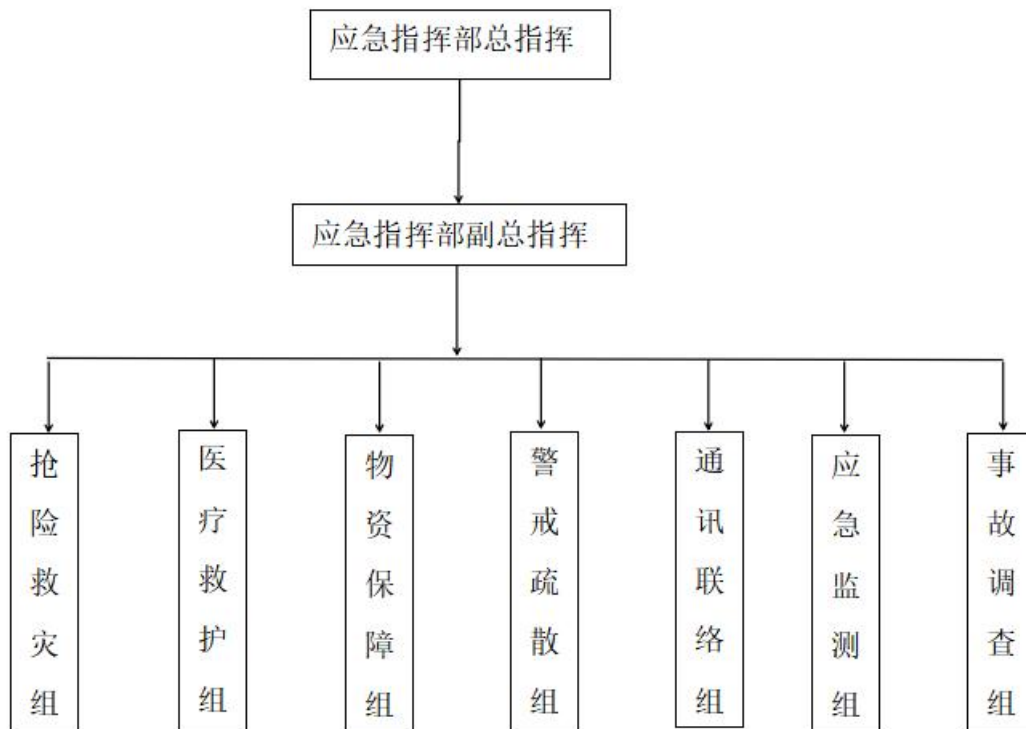 应急指挥部总指挥
应急指挥部副总指挥
抢险救灾组
医疗救护组
物资保障组
警戒疏散组
通讯联络组
应急监测组
事故调查组